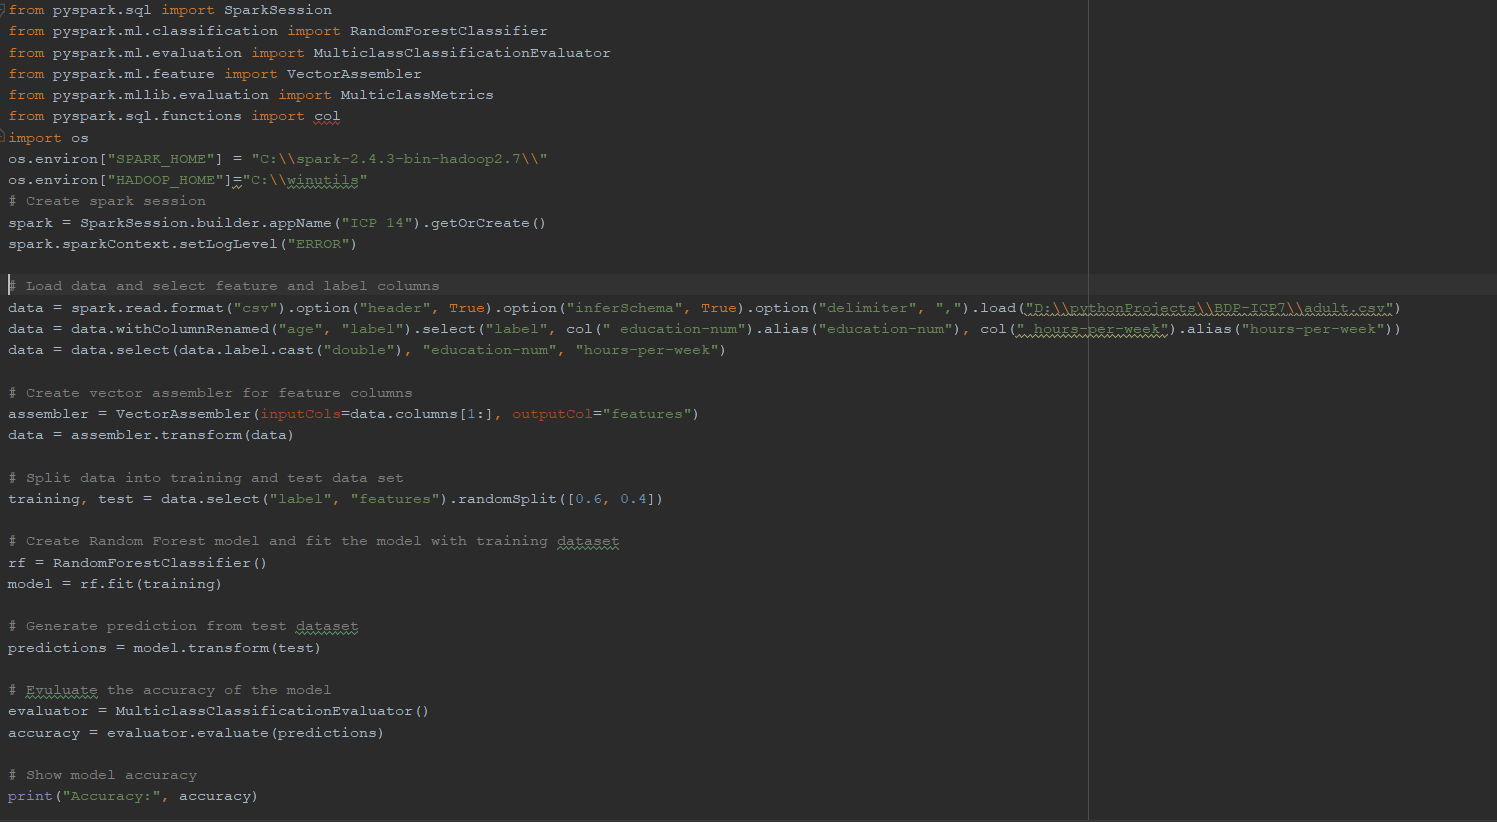 from pyspark.sql import SparkSession
from pyspark.ml.classification import RandomForestClassifier
from pyspark.ml.evaluation import MulticlassClassificationEvaluator
from pyspark.ml.feature import VectorAssembler
from pyspark.mllib.evaluation import MulticlassMetrics
from pyspark.sql.functions import col
import os
os.environ["SPARK_HOME"] = "C:\\spark-2.4.3-bin-hadoop2.7\\"
os.environ["HADOOP_HOME"]="C:\\winutils"
# Create spark session
spark = SparkSession.builder.appName("ICP 14").getOrCreate()
spark.sparkContext.setLogLevel("ERROR")
# Load data and select feature and label columns
data = spark.read.format("csv").option("header", True).option("inferSchema", True).option("delimiter", ",").load("D:\\pythonProjects\\BDP-ICP7\\adult.csv")
data = data.withColumnRenamed("age", "label").select("label", col(" education-num").alias("education-num"), col(" hours-per-week").alias("hours-per-week"))
data = data.select(data.label.cast("double"), "education-num", "hours-per-week")
# Create vector assembler for feature columns
assembler = VectorAssembler(inputCols=data.columns[1:], outputCol="features")
data = assembler.transform(data)
# Split data into training and test data set
training, test = data.select("label", "features").randomSplit([0.6, 0.4])
# Create Random Forest model and fit the model with training dataset
rf = RandomForestClassifier()
model = rf.fit(training)
# Generate prediction from test dataset
predictions = model.transform(test)
# Evuluate the accuracy of the model
evaluator = MulticlassClassificationEvaluator()
accuracy = evaluator.evaluate(predictions)
# Show model accuracy
print("Accuracy:", accuracy)